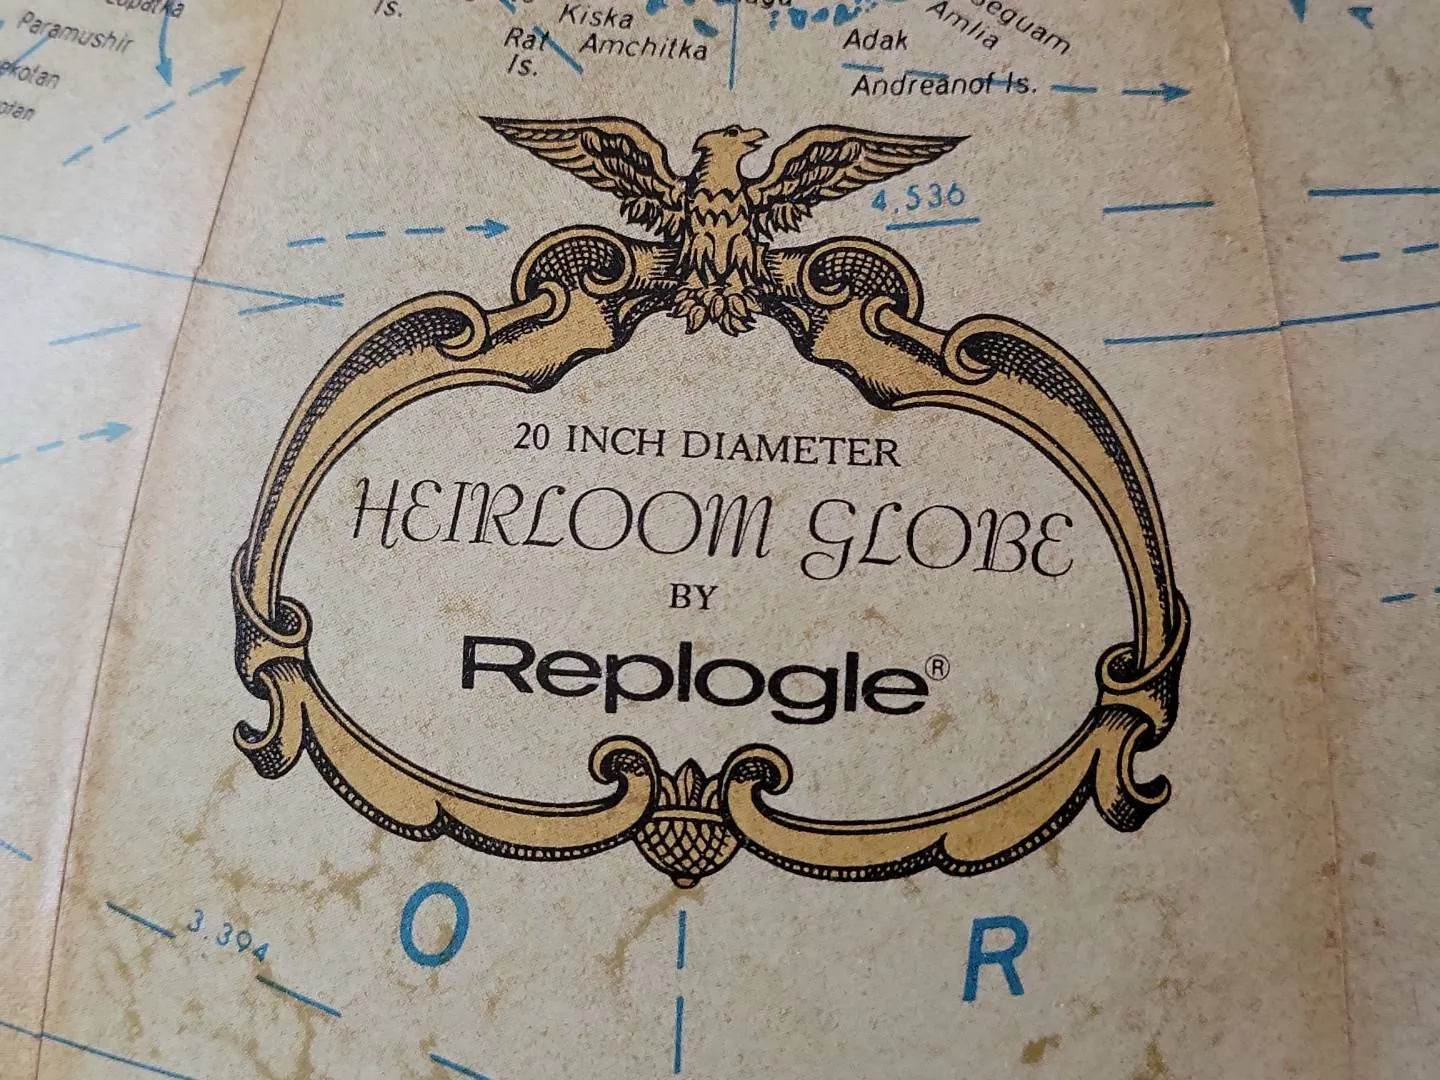 Paramushir
Is.
Kiska
Rat Amchitka
Is.
Adak
Amlia
Seguam
Andreanof Is.
4,536
20 INCH DIAMETER
HEIRLOOM GLOBE
BY
Replogle®
O R
3.394